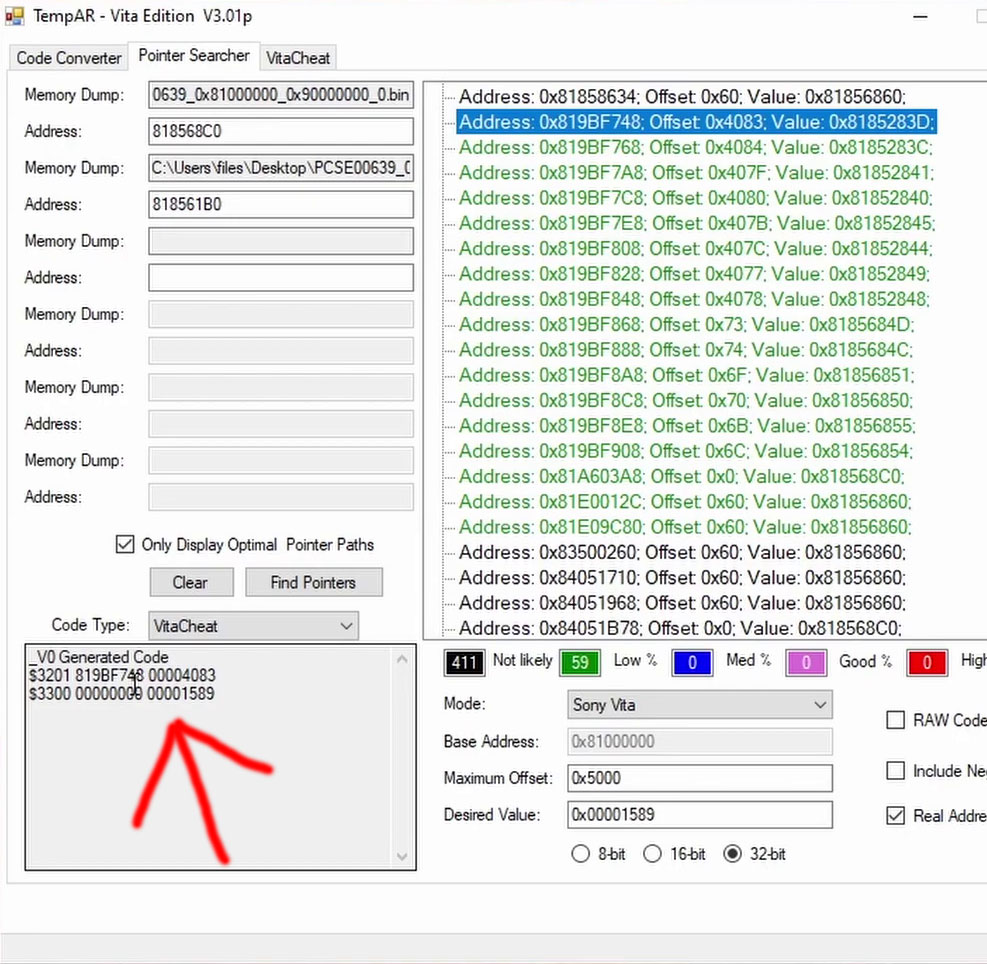 TempAR - Vita Edition V3.01p
Code Converter
Pointer Searcher
VitaCheat
Memory Dump: 0639_0x81000000_0x90000000_0.bin
Address: 818568C0
Memory Dump: C:\Users\files\Desktop\PCSE00639_0
Address: 818561B0
Memory Dump:
Address:
Memory Dump:
Address:
Memory Dump:
Address:
Memory Dump:
Address:
Only Display Optimal Pointer Paths
Clear
Find Pointers
Code Type: VitaCheat
_V0 Generated Code
$3201 819BF748 00004083
$3300 00000000 00001589
Address: 0x81858634; Offset: 0x60; Value: 0x81856860;
Address: 0x819BF748; Offset: 0x4083; Value: 0x8185283D;
Address: 0x819BF768; Offset: 0x4084; Value: 0x8185283C;
Address: 0x819BF7A8; Offset: 0x407F; Value: 0x81852841;
Address: 0x819BF7C8; Offset: 0x4080; Value: 0x81852840;
Address: 0x819BF7E8; Offset: 0x407B; Value: 0x81852845;
Address: 0x819BF808; Offset: 0x407C; Value: 0x81852844;
Address: 0x819BF828; Offset: 0x4077; Value: 0x81852849;
Address: 0x819BF848; Offset: 0x4078; Value: 0x81852848;
Address: 0x819BF868; Offset: 0x73; Value: 0x8185684D;
Address: 0x819BF888; Offset: 0x74; Value: 0x8185684C;
Address: 0x819BF8A8; Offset: 0x6F; Value: 0x81856851;
Address: 0x819BF8C8; Offset: 0x70; Value: 0x81856850;
Address: 0x819BF8E8; Offset: 0x6B; Value: 0x81856855;
Address: 0x819BF908; Offset: 0x6C; Value: 0x81856854;
Address: 0x81A603A8; Offset: 0x0; Value: 0x818568C0;
Address: 0x81E0012C; Offset: 0x60; Value: 0x81856860;
Address: 0x81E09C80; Offset: 0x60; Value: 0x81856860;
Address: 0x83500260; Offset: 0x60; Value: 0x81856860;
Address: 0x84051710; Offset: 0x60; Value: 0x81856860;
Address: 0x84051968; Offset: 0x60; Value: 0x81856860;
Address: 0x84051B78; Offset: 0x0; Value: 0x818568C0;
411 Not likely 59 Low % 0 Med % 0 Good % 0 High
Mode: Sony Vita
Base Address: 0x81000000
Maximum Offset: 0x5000
Desired Value: 0x00001589
8-bit 16-bit 32-bit
RAW Code
Include Neg
Real Addre